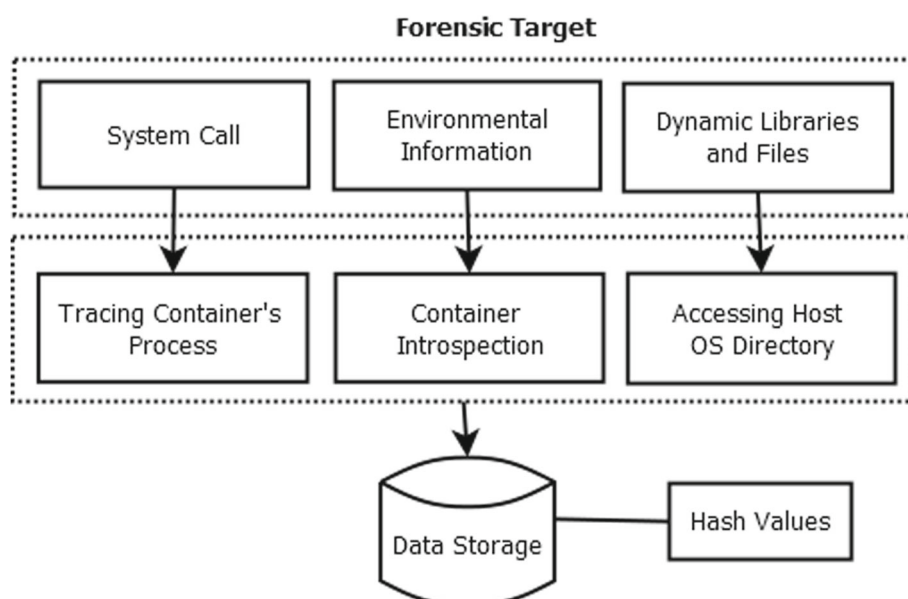 Forensic Target
System Call
Environmental
Information
Dynamic Libraries
and Files
Tracing Container's
Process
Container
Introspection
Accessing Host
OS Directory
Data Storage
Hash Values